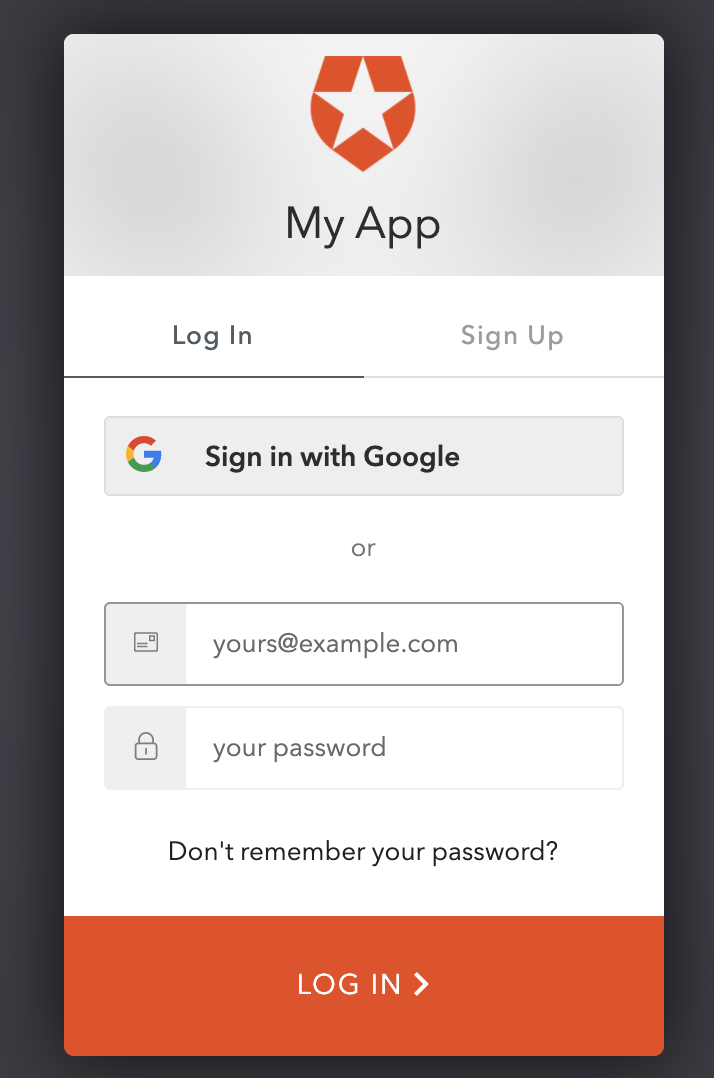 My App
Log In
Sign Up
Sign in with Google
or
yours@example.com
your password
Don't remember your password?
LOG IN